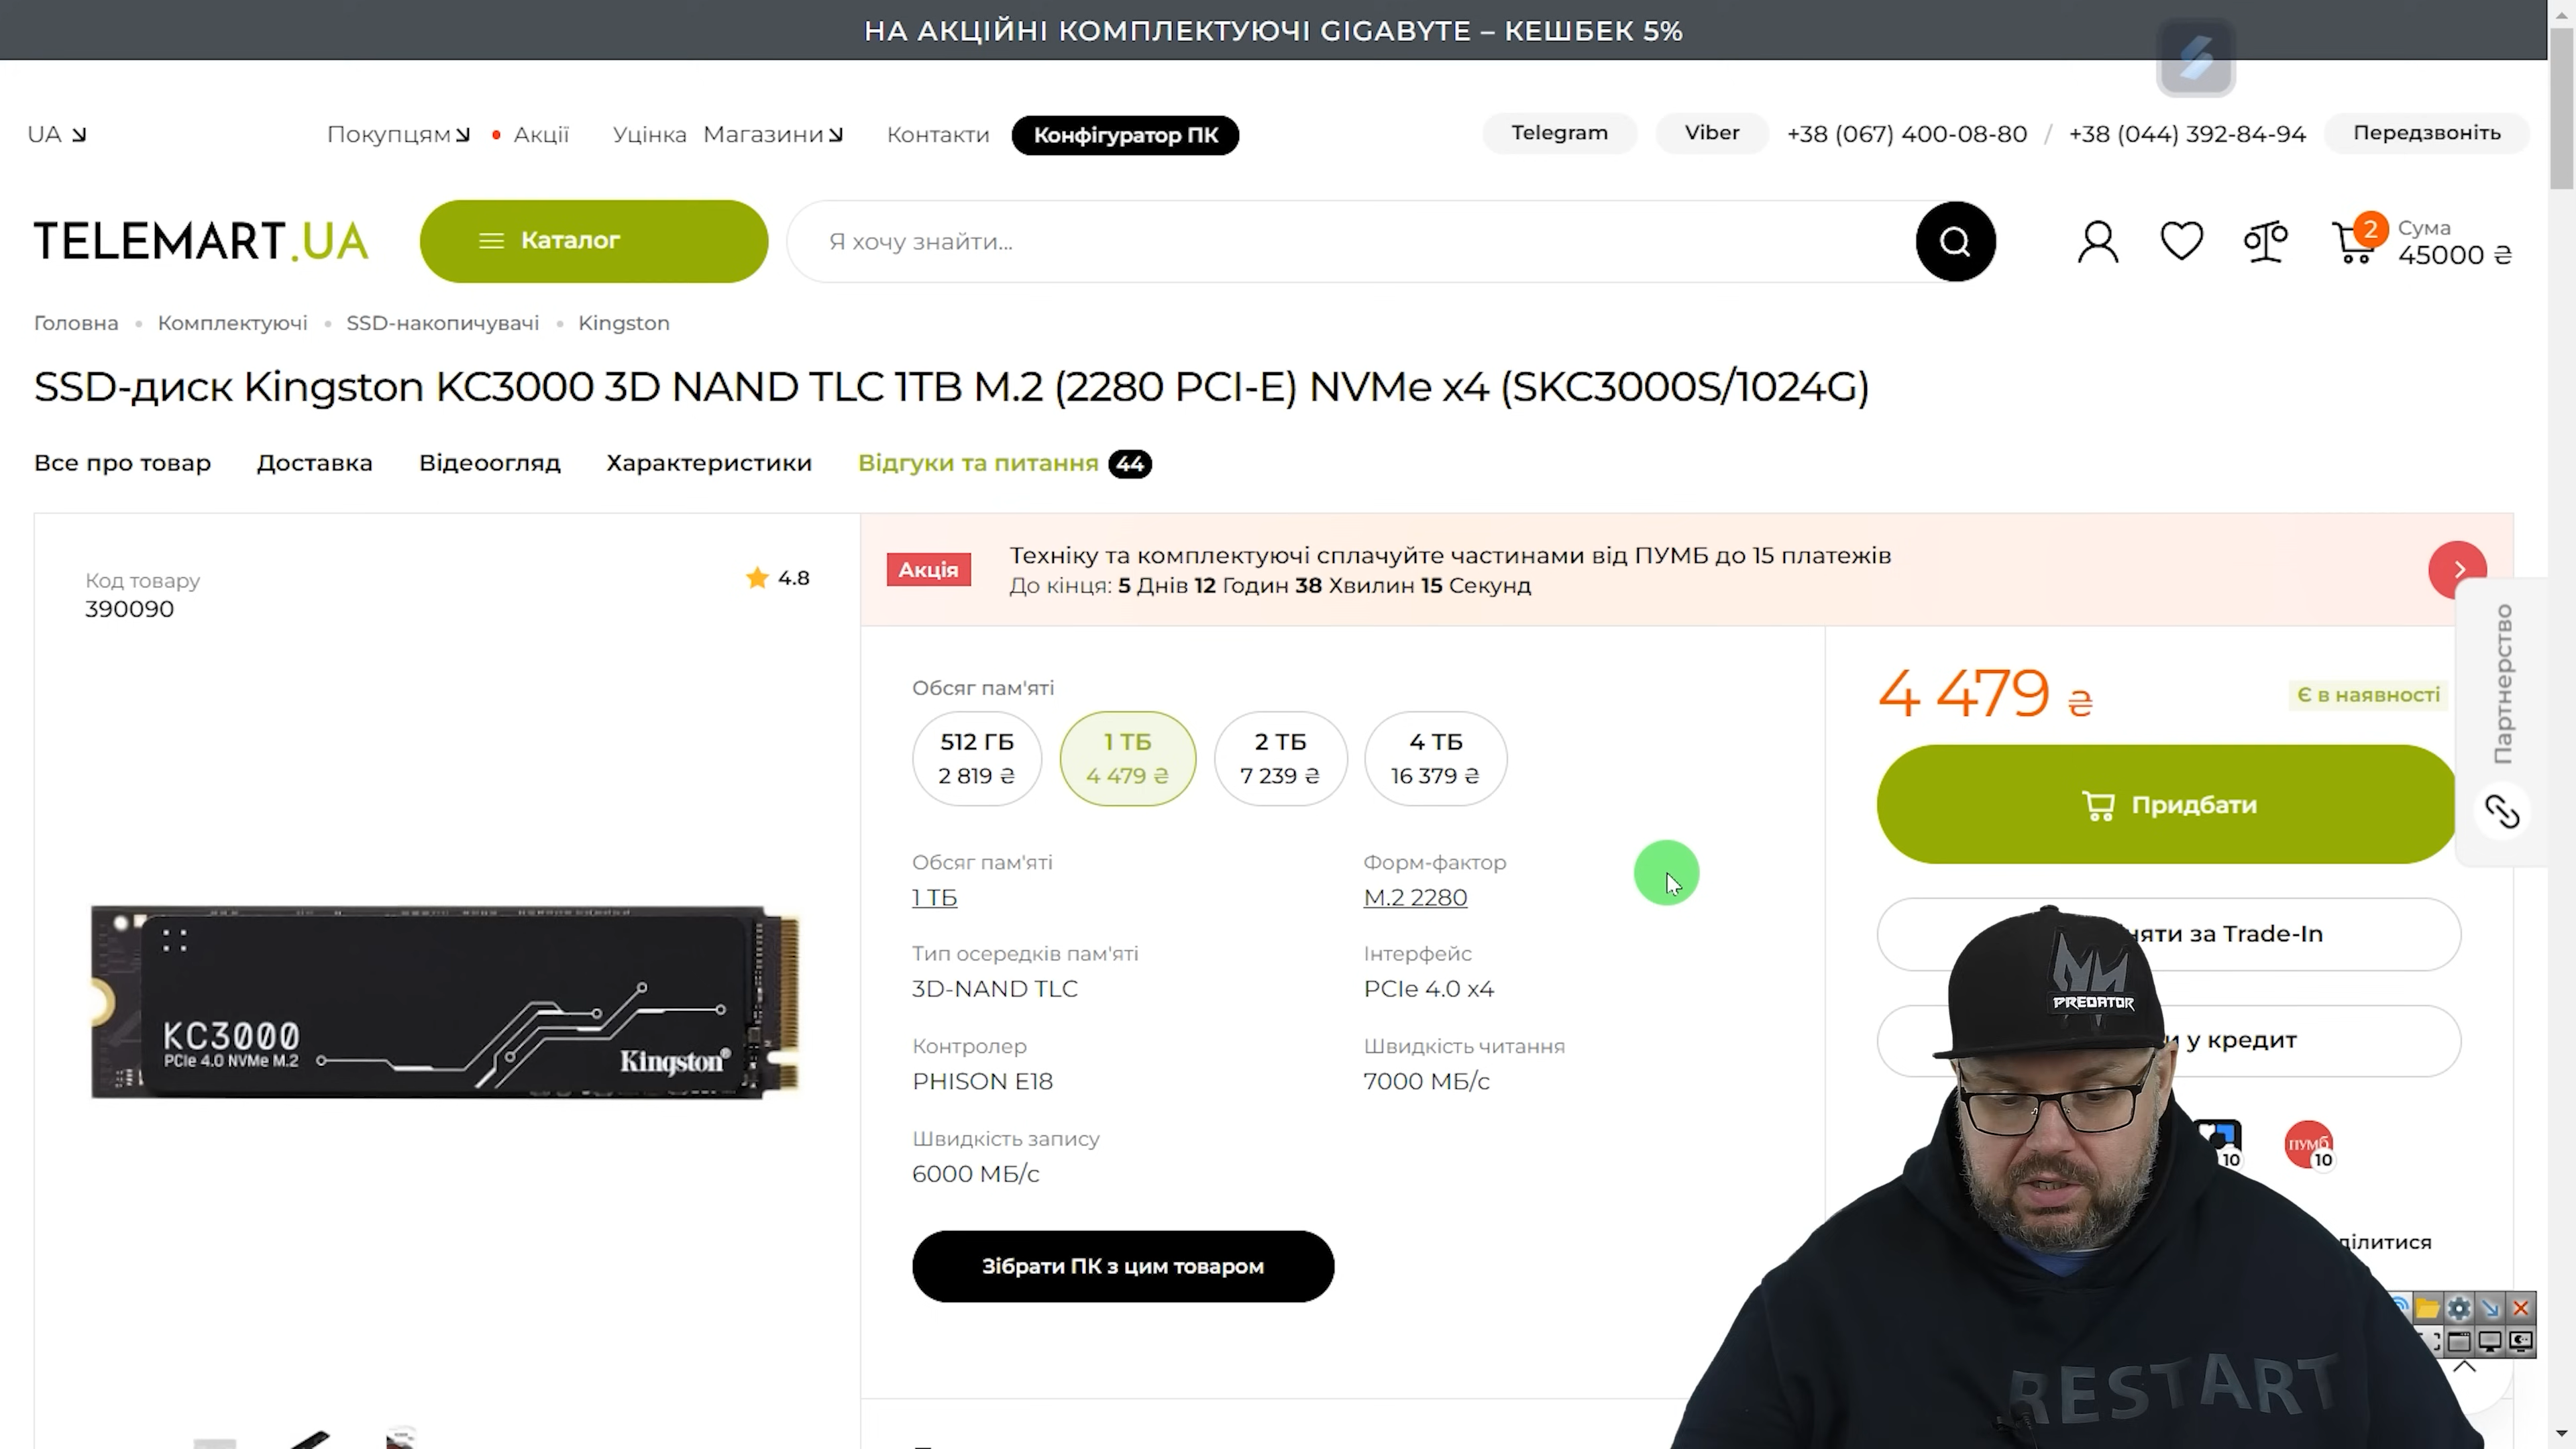 НА АКЦІЙНІ КОМПЛЕКТУЮЧІ GIGABYTE – КЕШБЕК 5%
UA
Покупцям
Акції
Уцінка
Магазини
Контакти
Конфігуратор ПК
Telegram
Viber
+38 (067) 400-08-80 / +38 (044) 392-84-94
Передзвоніть
TELEMART.UA
Каталог
Я хочу знайти...
2
Сума
45000 ₴
Головна • Комплектуючі • SSD-накопичувачі • Kingston
SSD-диск Kingston KC3000 3D NAND TLC 1TB M.2 (2280 PCI-E) NVMe x4 (SKC3000S/1024G)
Все про товар
Доставка
Відеоогляд
Характеристики
Відгуки та питання 44
Код товару
390090
4.8
KC3000
PCIe 4.0 NVMe M.2
Kingston
Акція
Техніку та комплектуючі сплачуйте частинами від ПУМБ до 15 платежів
До кінця: 5 Днів 12 Годин 38 Хвилин 15 Секунд
Обсяг пам'яті
512 ГБ
2 819 ₴
1 ТБ
4 479 ₴
2 ТБ
7 239 ₴
4 ТБ
16 379 ₴
Обсяг пам'яті
1 ТБ
Форм-фактор
M.2 2280
Тип осередків пам'яті
3D-NAND TLC
Інтерфейс
PCIe 4.0 x4
Контролер
PHISON E18
Швидкість читання
7000 МБ/с
Швидкість запису
6000 МБ/с
Зібрати ПК з цим товаром
4 479 ₴
Є в наявності
Придбати
за Trade-In
у кредит
10
ПУМБ
10
Партнерство
PREDATOR
RESTART